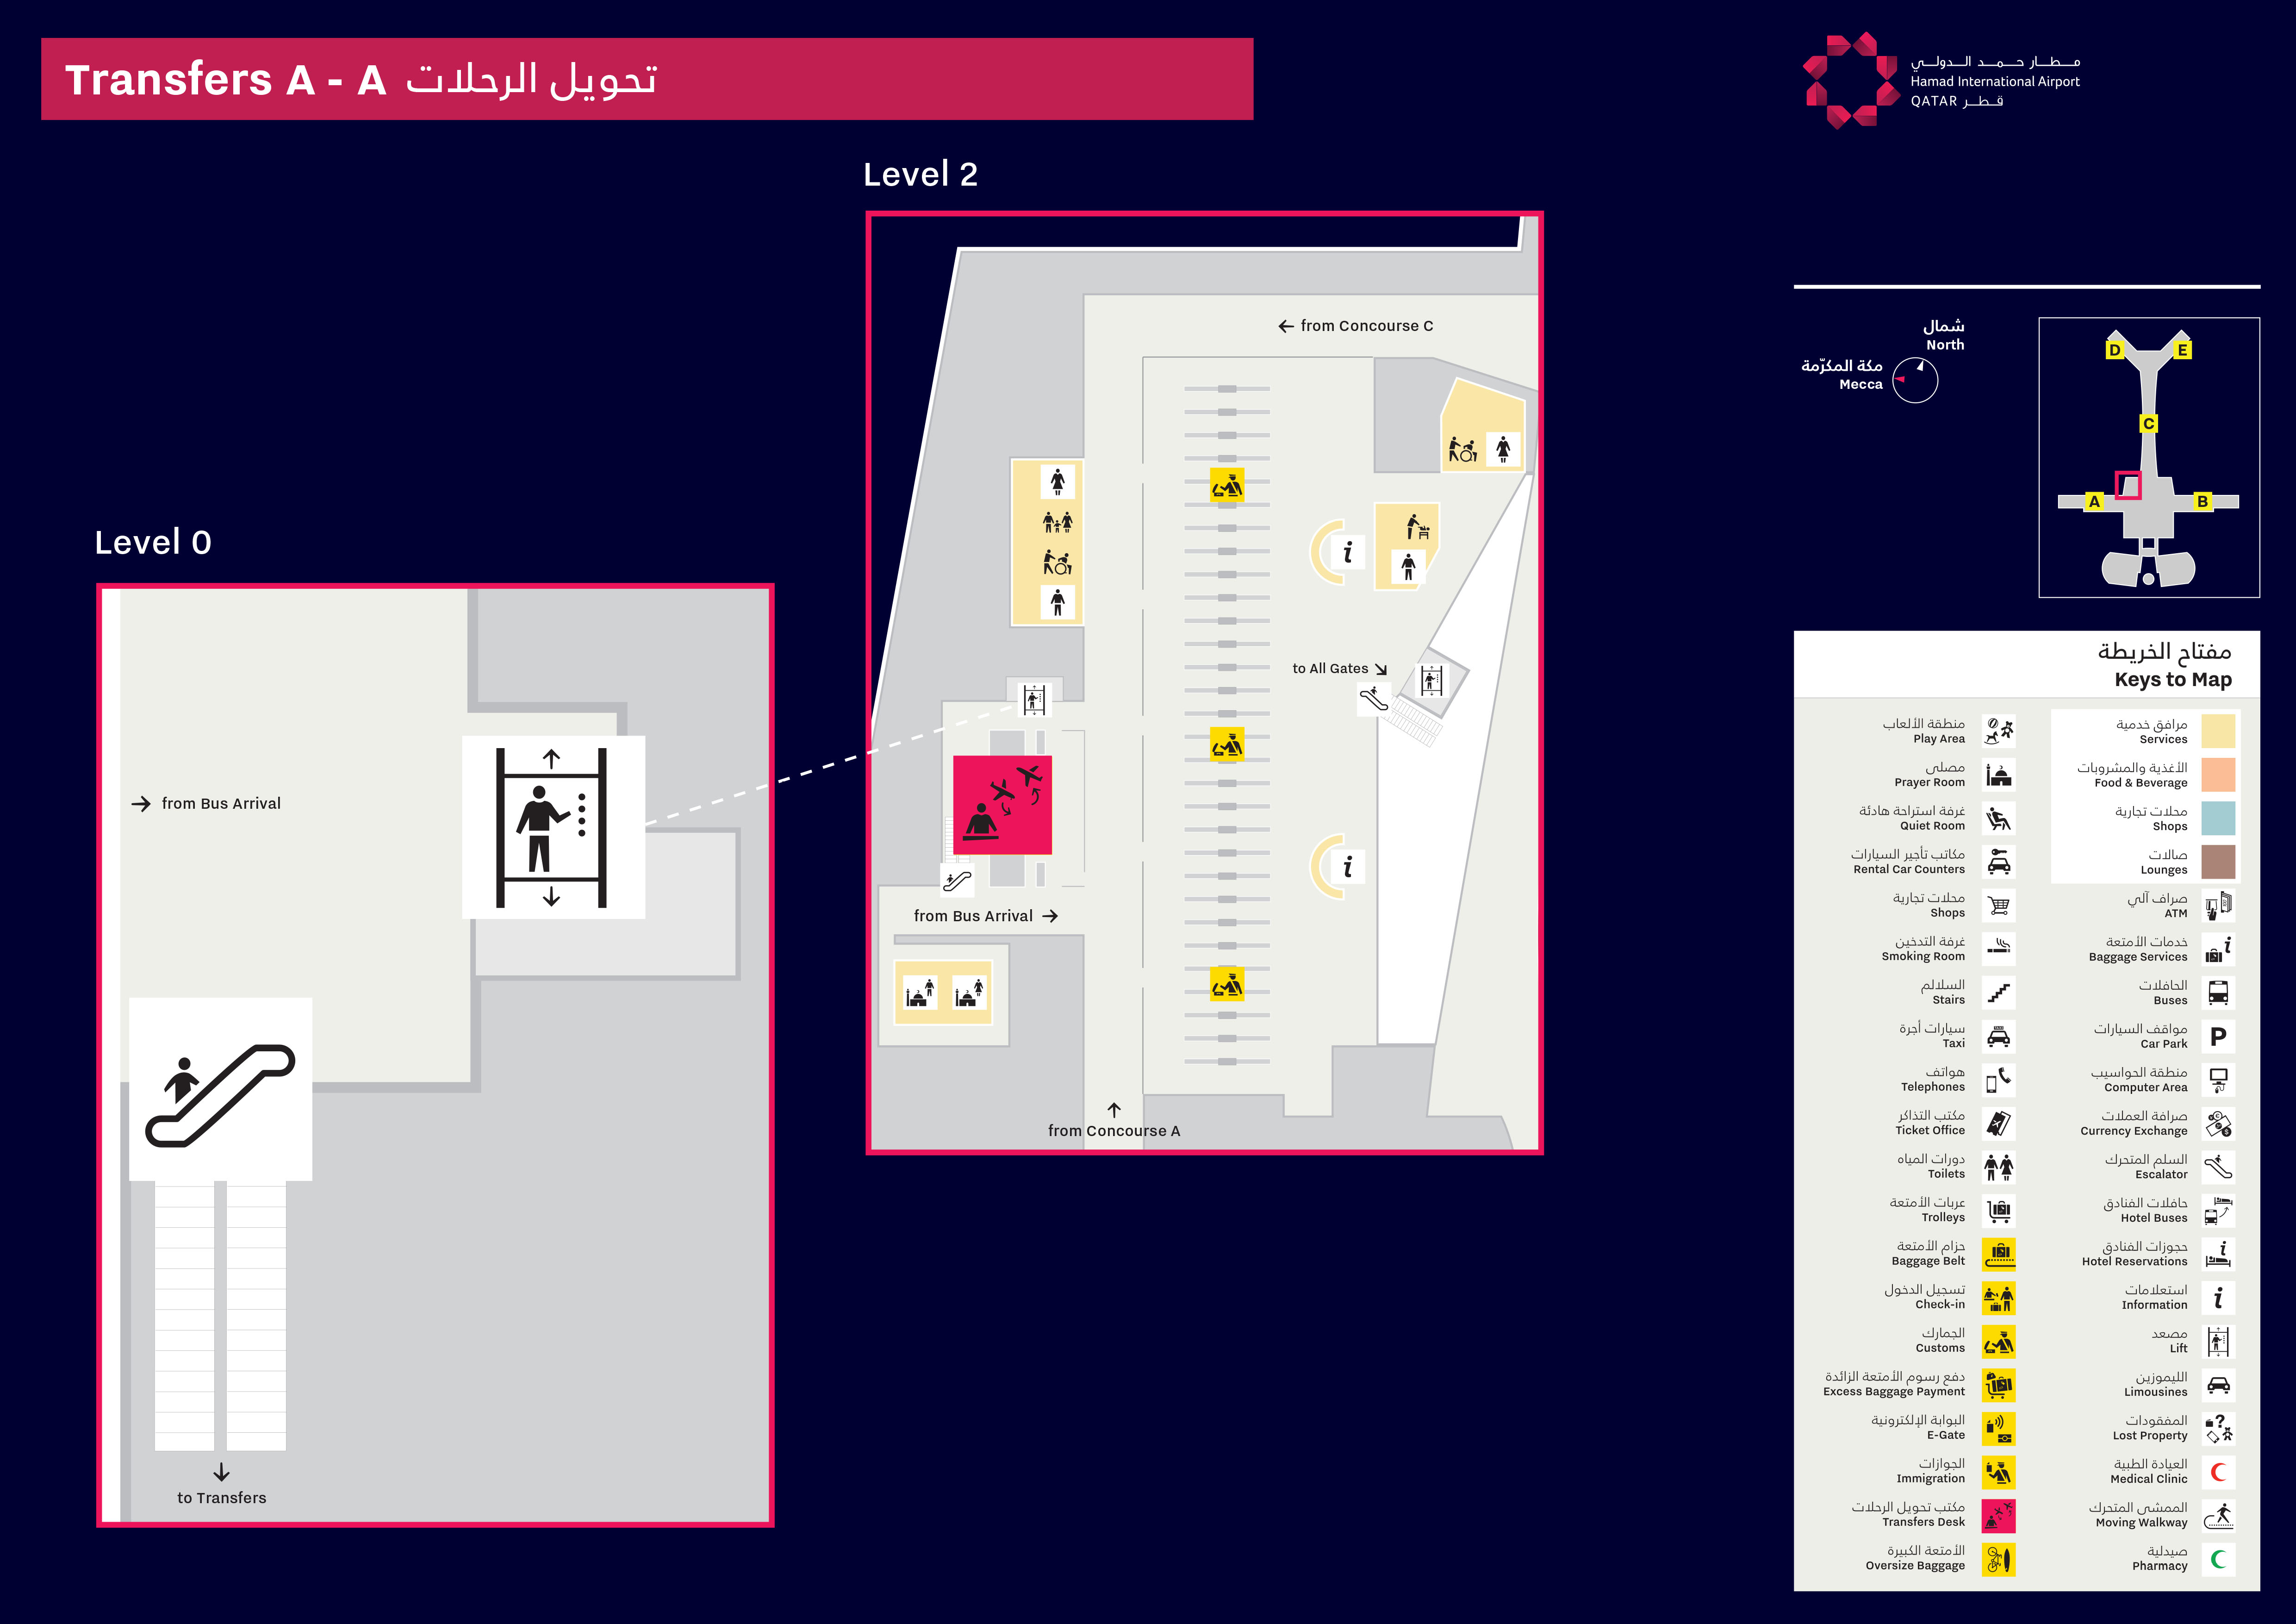 Transfers A - A تحويل الرحلات
مـطـار حـمـد الـدولـي
Hamad International Airport
QATAR قـطـر
Level 2
from Concourse C
to All Gates
from Bus Arrival
from Concourse A
i
i
Level 0
from Bus Arrival
to Transfers
شمال
North
مكة المكرّمة
Mecca
D
E
C
A
B
مفتاح الخريطة
Keys to Map
منطقة الألعاب
Play Area
مصلى
Prayer Room
غرفة استراحة هادئة
Quiet Room
مكاتب تأجير السيارات
Rental Car Counters
محلات تجارية
Shops
غرفة التدخين
Smoking Room
السلالم
Stairs
سيارات أجرة
Taxi
هواتف
Telephones
مكتب التذاكر
Ticket Office
دورات المياه
Toilets
عربات الأمتعة
Trolleys
حزام الأمتعة
Baggage Belt
تسجيل الدخول
Check-in
الجمارك
Customs
دفع رسوم الأمتعة الزائدة
Excess Baggage Payment
البوابة الإلكترونية
E-Gate
الجوازات
Immigration
مكتب تحويل الرحلات
Transfers Desk
الأمتعة الكبيرة
Oversize Baggage
مرافق خدمية
Services
الأغذية والمشروبات
Food & Beverage
محلات تجارية
Shops
صالات
Lounges
صراف آلي
ATM
خدمات الأمتعة
Baggage Services
i
الحافلات
Buses
مواقف السيارات
Car Park
P
منطقة الحواسيب
Computer Area
صرافة العملات
Currency Exchange
السلم المتحرك
Escalator
حافلات الفنادق
Hotel Buses
حجوزات الفنادق
Hotel Reservations
i
استعلامات
Information
i
مصعد
Lift
الليموزين
Limousines
المفقودات
Lost Property
?
العيادة الطبية
Medical Clinic
الممشى المتحرك
Moving Walkway
صيدلية
Pharmacy